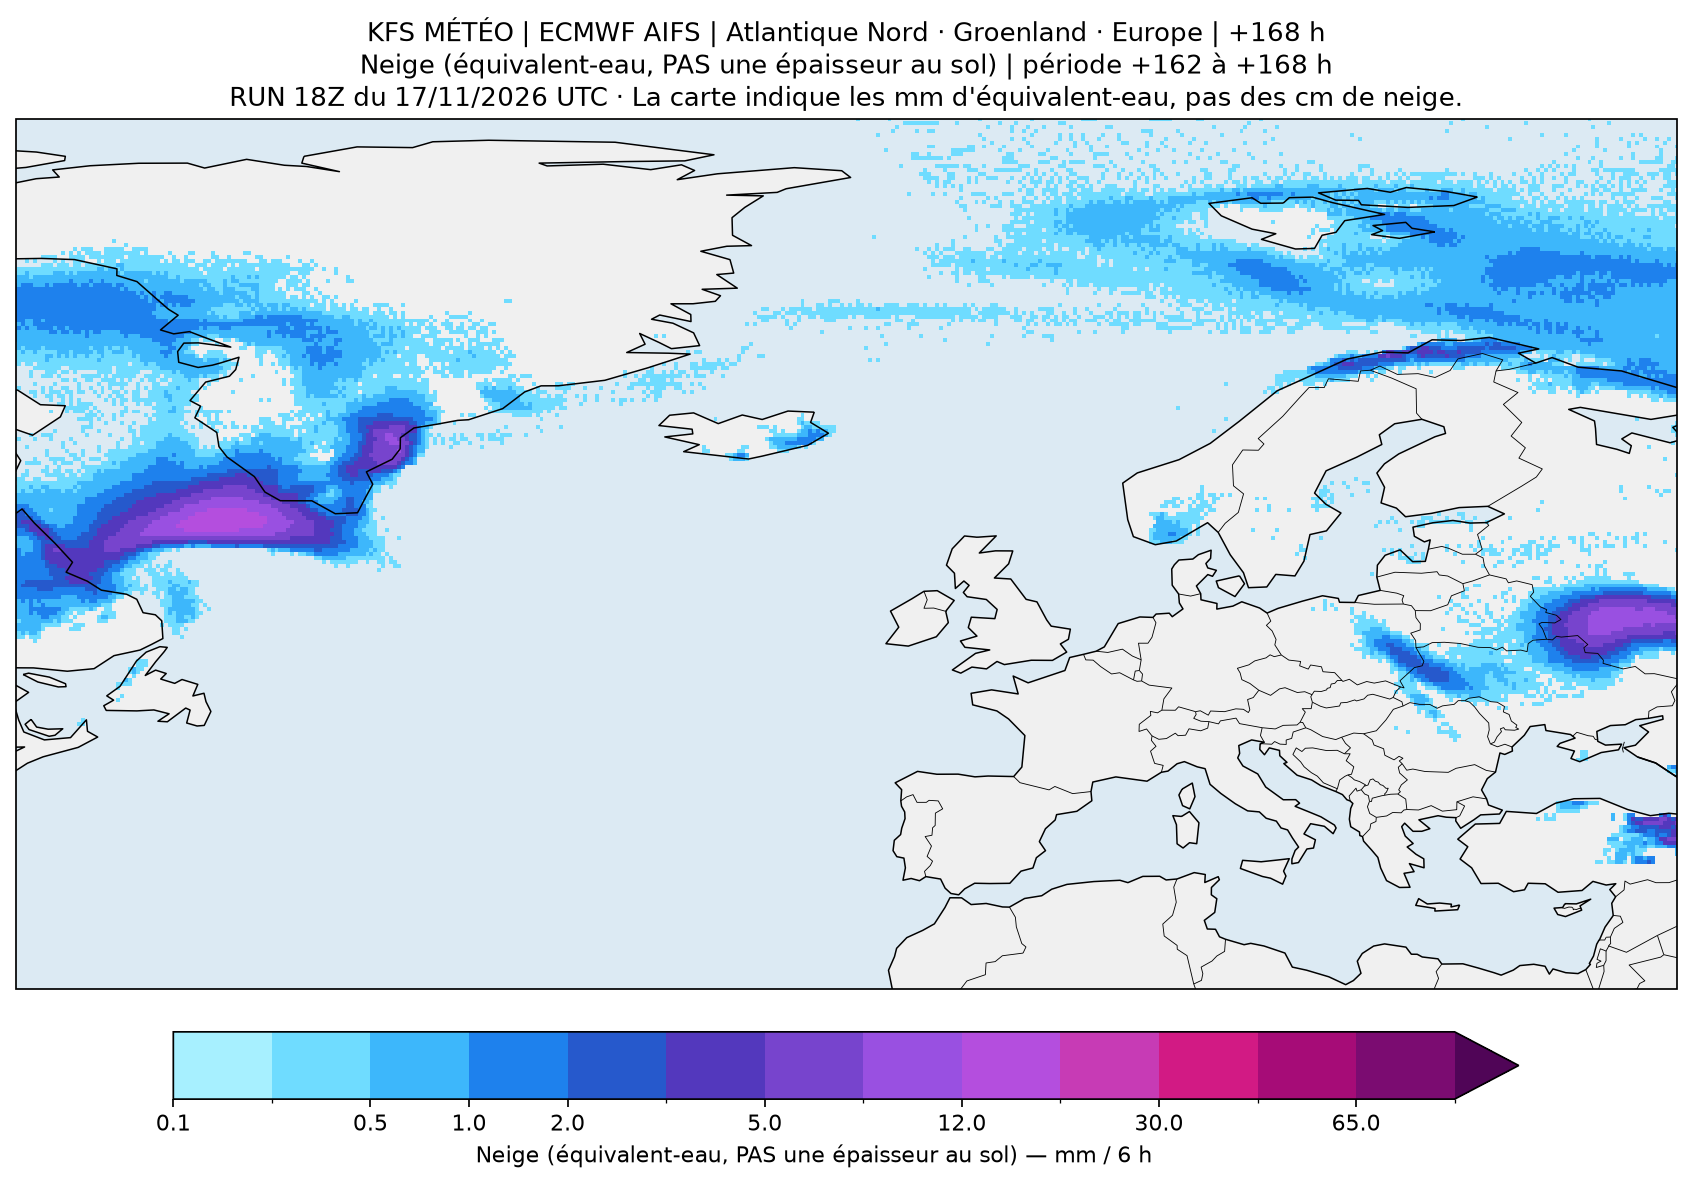 KFS MÉTÉO | ECMWF AIFS | Atlantique Nord · Groenland · Europe | +168 h
Neige (équivalent-eau, PAS une épaisseur au sol) | période +162 à +168 h
RUN 18Z du 17/11/2026 UTC · La carte indique les mm d'équivalent-eau, pas des cm de neige.
0.1 0.5 1.0 2.0 5.0 12.0 30.0 65.0
Neige (équivalent-eau, PAS une épaisseur au sol) — mm / 6 h